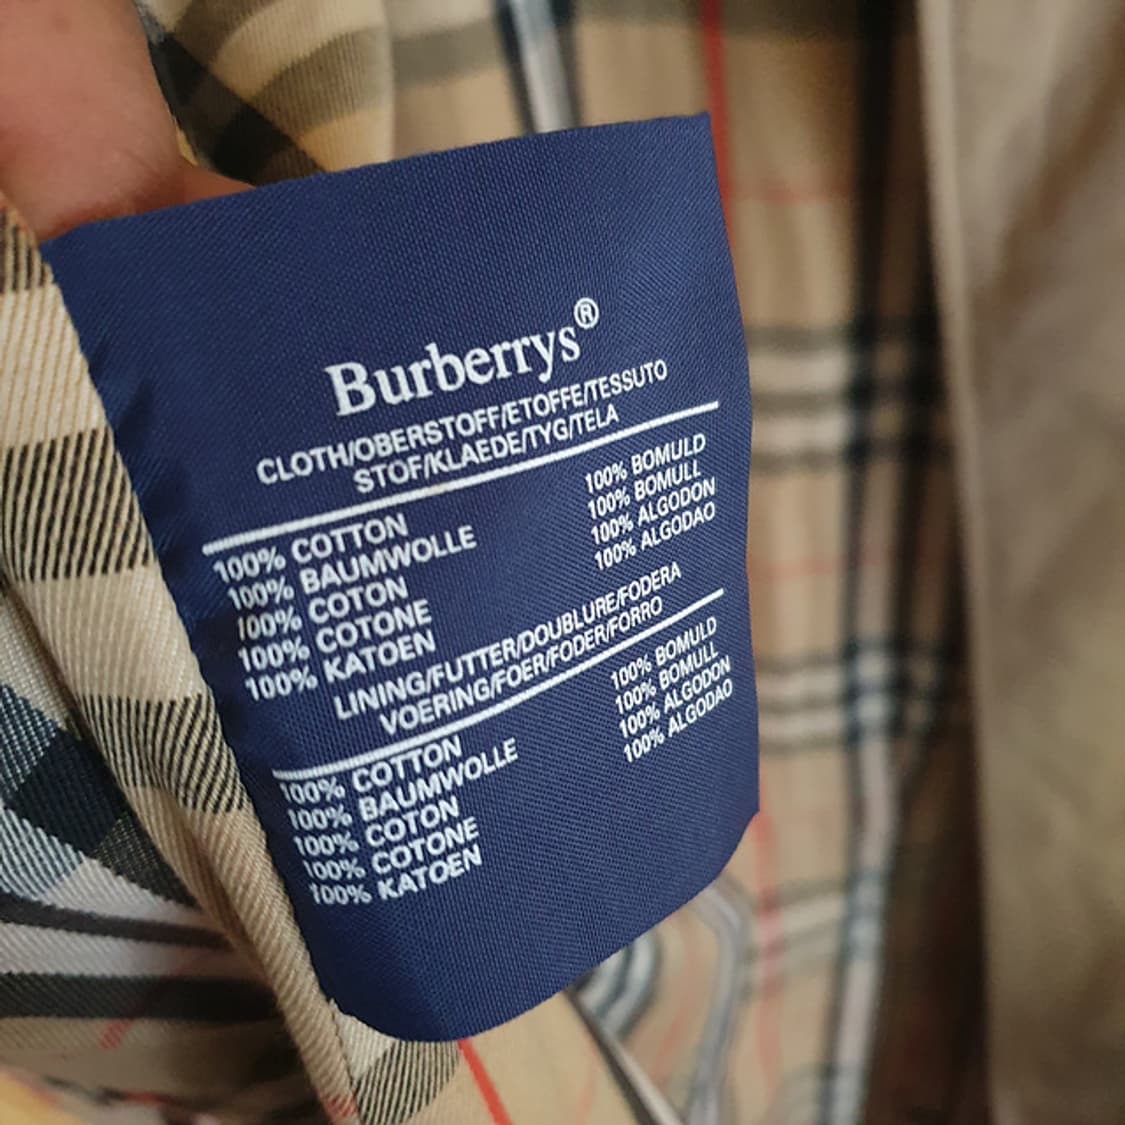 Burberrys®
CLOTH/OBERSTOFF/ETOFFE/TESSUTO
STOF/KLAEDE/TYG/TELA
100% COTTON
100% BAUMWOLLE
100% COTON
100% COTONE
100% KATOEN
100% BOMULD
100% BOMULL
100% ALGODON
100% ALGODAO
LINING/FUTTER/DOUBLURE/FODERA
VOERING/FOER/FODER/FORRO
100% COTTON
100% BAUMWOLLE
100% COTON
100% COTONE
100% KATOEN
100% BOMULD
100% BOMULL
100% ALGODON
100% ALGODAO